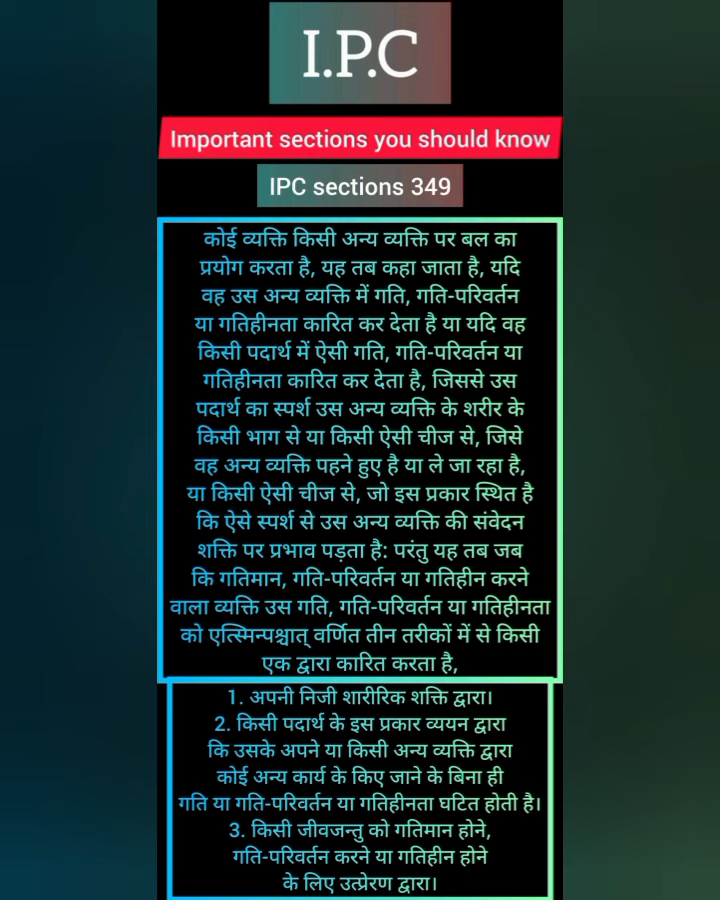 I.P.C
Important sections you should know
IPC sections 349
कोई व्यक्ति किसी अन्य व्यक्ति पर बल का
प्रयोग करता है, यह तब कहा जाता है, यदि
वह उस अन्य व्यक्ति में गति, गति-परिवर्तन
या गतिहीनता कारित कर देता है या यदि वह
किसी पदार्थ में ऐसी गति, गति-परिवर्तन या
गतिहीनता कारित कर देता है, जिससे उस
पदार्थ का स्पर्श उस अन्य व्यक्ति के शरीर के
किसी भाग से या किसी ऐसी चीज से, जिसे
वह अन्य व्यक्ति पहने हुए है या ले जा रहा है,
या किसी ऐसी चीज से, जो इस प्रकार स्थित है
कि ऐसे स्पर्श से उस अन्य व्यक्ति की संवेदन
शक्ति पर प्रभाव पड़ता है: परंतु यह तब जब
कि गतिमान, गति-परिवर्तन या गतिहीन करने
वाला व्यक्ति उस गति, गति-परिवर्तन या गतिहीनता
को एत्स्मिन्पश्चात् वर्णित तीन तरीकों में से किसी
एक द्वारा कारित करता है,
1. अपनी निजी शारीरिक शक्ति द्वारा।
2. किसी पदार्थ के इस प्रकार व्ययन द्वारा
कि उसके अपने या किसी अन्य व्यक्ति द्वारा
कोई अन्य कार्य के किए जाने के बिना ही
गति या गति-परिवर्तन या गतिहीनता घटित होती है।
3. किसी जीवजन्तु को गतिमान होने,
गति-परिवर्तन करने या गतिहीन होने
के लिए उत्प्रेरण द्वारा।